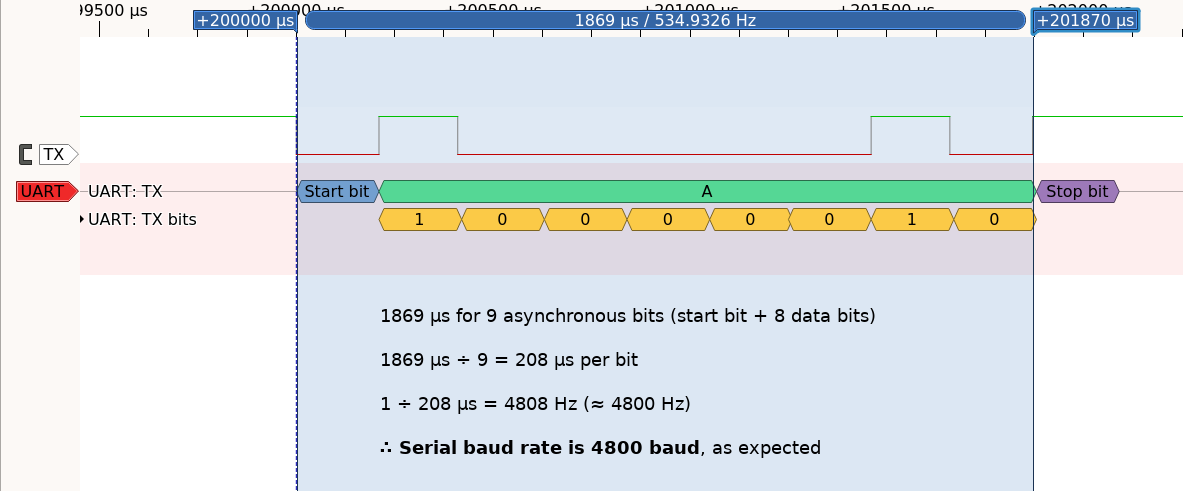 99500 µs +200000 µs +200500 µs +201000 µs +201500 µs +202000 µs
+200000 µs 1869 µs / 534.9326 Hz +201870 µs
TX
UART UART: TX Start bit A Stop bit
UART: TX bits 1 0 0 0 0 0 1 0
1869 µs for 9 asynchronous bits (start bit + 8 data bits)
1869 µs ÷ 9 = 208 µs per bit
1 ÷ 208 µs = 4808 Hz (≈ 4800 Hz)
∴ Serial baud rate is 4800 baud, as expected